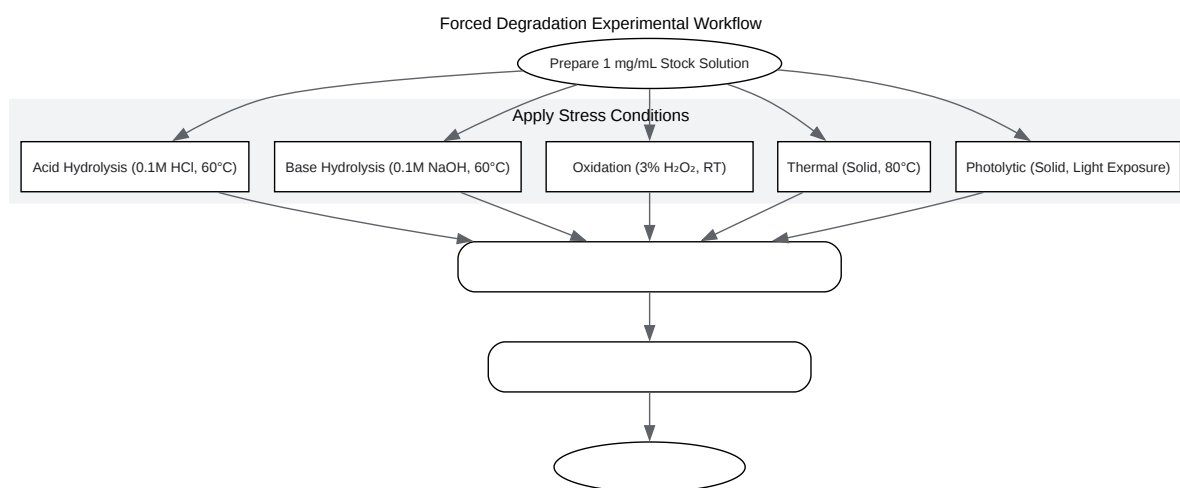 Forced Degradation Experimental Workflow
Prepare 1 mg/mL Stock Solution
Apply Stress Conditions
Acid Hydrolysis (0.1M HCl, 60°C)
Base Hydrolysis (0.1M NaOH, 60°C)
Oxidation (3% H₂O₂, RT)
Thermal (Solid, 80°C)
Photolytic (Solid, Light Exposure)